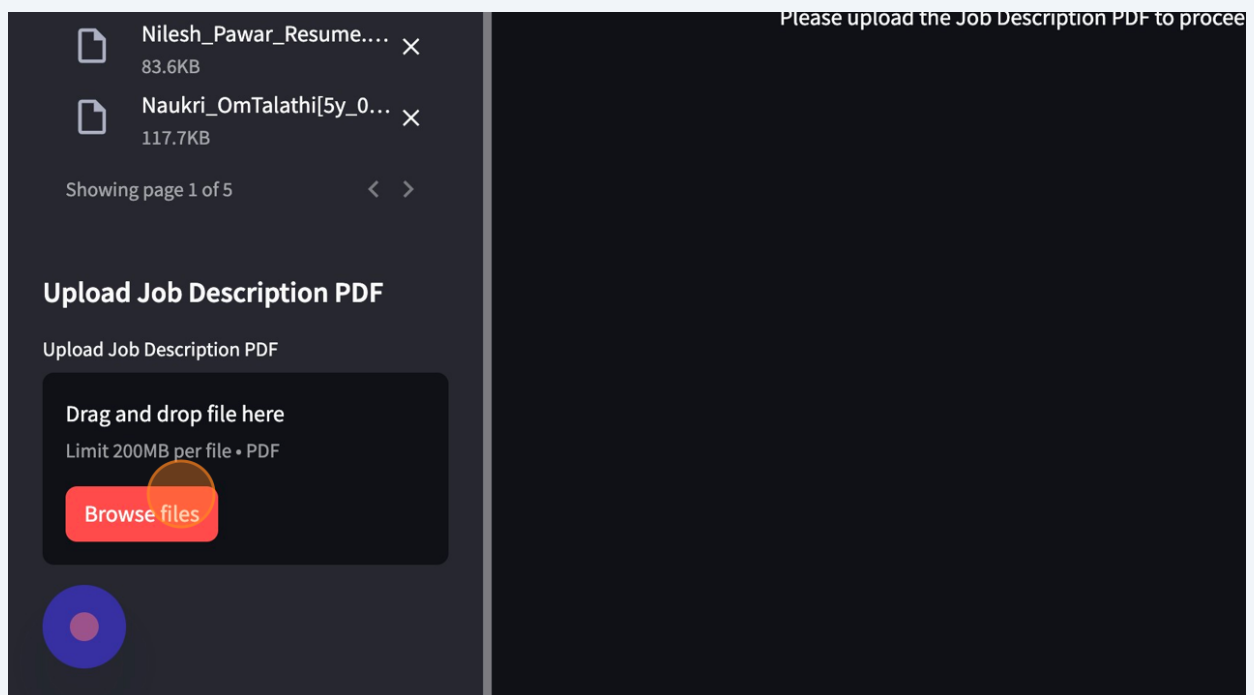 Please upload the Job Description PDF to procee
Nilesh_Pawar_Resume....
83.6KB
Naukri_OmTalathi[5y_0...
117.7KB
Showing page 1 of 5
Upload Job Description PDF
Upload Job Description PDF
Drag and drop file here
Limit 200MB per file • PDF
Browse files